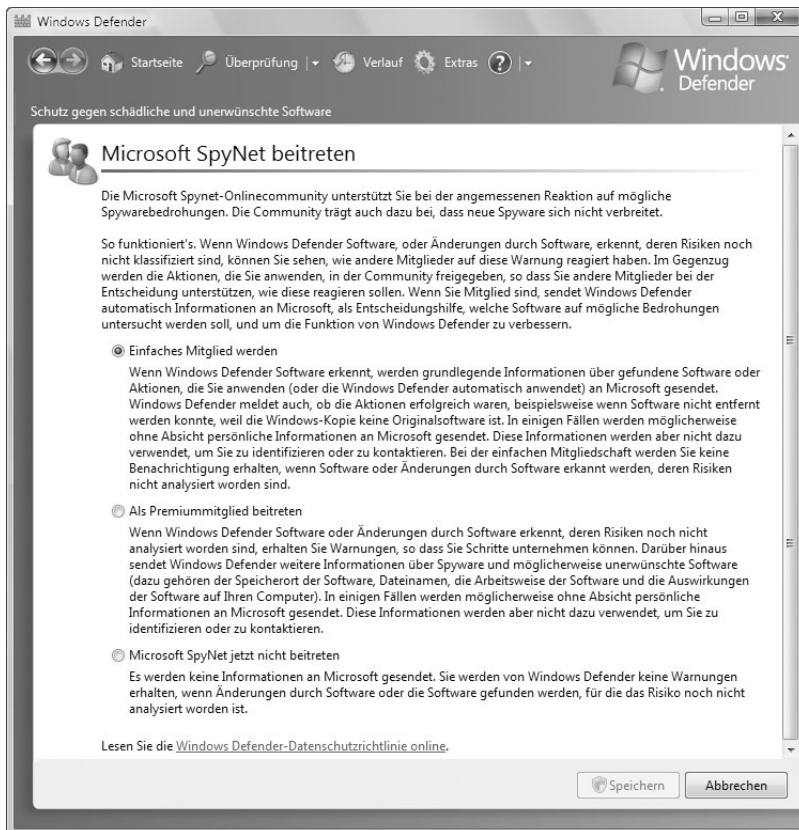 Windows Defender
Startseite Überprüfung Verlauf Extras ?
Windows
Defender
Schutz gegen schädliche und unerwünschte Software
Microsoft SpyNet beitreten
Die Microsoft Spynet-Onlinecommunity unterstützt Sie bei der angemessenen Reaktion auf mögliche
Spywarebedrohungen. Die Community trägt auch dazu bei, dass neue Spyware sich nicht verbreitet.
So funktioniert's. Wenn Windows Defender Software, oder Änderungen durch Software, erkennt, deren Risiken noch
nicht klassifiziert sind, können Sie sehen, wie andere Mitglieder auf diese Warnung reagiert haben. Im Gegenzug
werden die Aktionen, die Sie anwenden, in der Community freigegeben, so dass Sie andere Mitglieder bei der
Entscheidung unterstützen, wie diese reagieren sollen. Wenn Sie Mitglied sind, sendet Windows Defender
automatisch Informationen an Microsoft, als Entscheidungshilfe, welche Software auf mögliche Bedrohungen
untersucht werden soll, und um die Funktion von Windows Defender zu verbessern.
Einfaches Mitglied werden
Wenn Windows Defender Software erkennt, werden grundlegende Informationen über gefundene Software oder
Aktionen, die Sie anwenden (oder die Windows Defender automatisch anwendet) an Microsoft gesendet.
Windows Defender meldet auch, ob die Aktionen erfolgreich waren, beispielsweise wenn Software nicht entfernt
werden konnte, weil die Windows-Kopie keine Originalsoftware ist. In einigen Fällen werden möglicherweise
ohne Absicht persönliche Informationen an Microsoft gesendet. Diese Informationen werden aber nicht dazu
verwendet, um Sie zu identifizieren oder zu kontaktieren. Bei der einfachen Mitgliedschaft werden Sie keine
Benachrichtigung erhalten, wenn Software oder Änderungen durch Software erkannt werden, deren Risiken
nicht analysiert worden sind.
Als Premiummitglied beitreten
Wenn Windows Defender Software oder Änderungen durch Software erkennt, deren Risiken noch nicht
analysiert worden sind, erhalten Sie Warnungen, so dass Sie Schritte unternehmen können. Darüber hinaus
sendet Windows Defender weitere Informationen über Spyware und möglicherweise unerwünschte Software
(dazu gehören der Speicherort der Software, Dateinamen, die Arbeitsweise der Software und die Auswirkungen
der Software auf Ihren Computer). In einigen Fällen werden möglicherweise ohne Absicht persönliche
Informationen an Microsoft gesendet. Diese Informationen werden aber nicht dazu verwendet, um Sie zu
identifizieren oder zu kontaktieren.
Microsoft SpyNet jetzt nicht beitreten
Es werden keine Informationen an Microsoft gesendet. Sie werden von Windows Defender keine Warnungen
erhalten, wenn Änderungen durch Software oder die Software gefunden werden, für die das Risiko noch nicht
analysiert worden ist.
Lesen Sie die Windows Defender-Datenschutzrichtlinie online.
Speichern Abbrechen